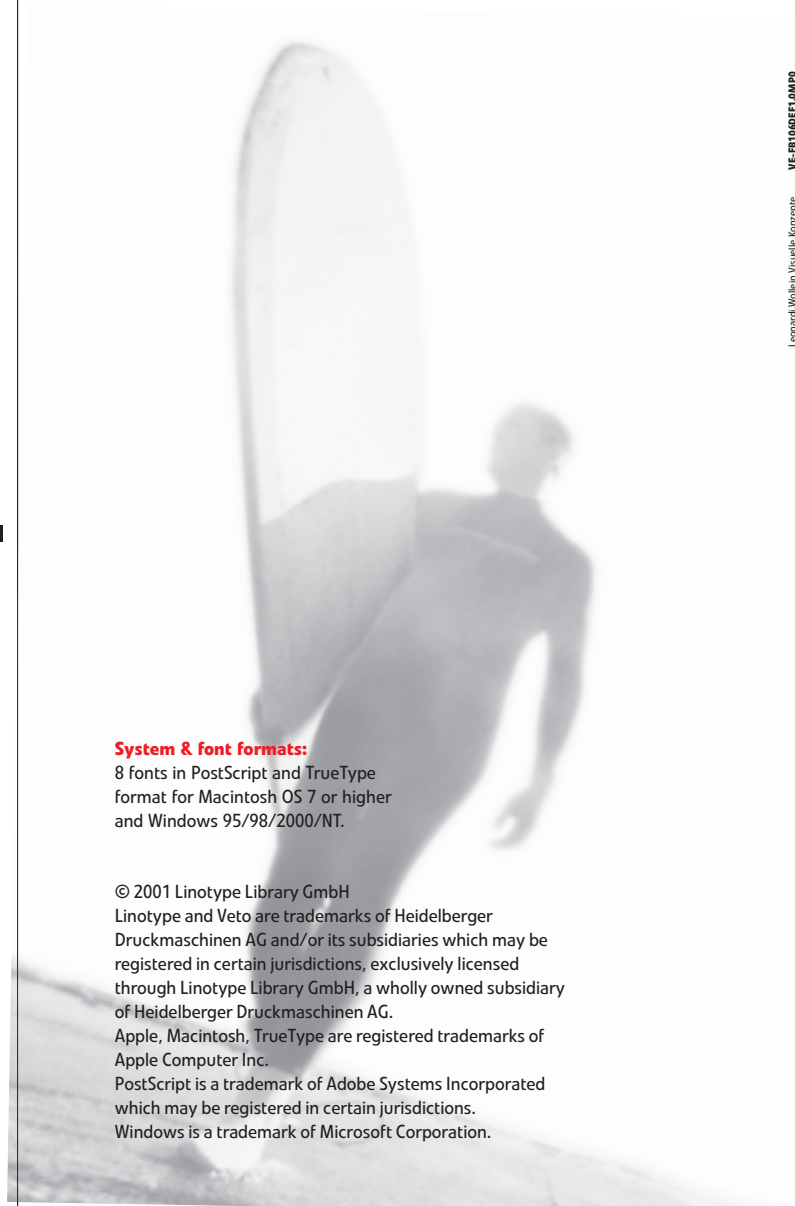 System & font formats:
8 fonts in PostScript and TrueType
format for Macintosh OS 7 or higher
and Windows 95/98/2000/NT.
© 2001 Linotype Library GmbH
Linotype and Veto are trademarks of Heidelberger
Druckmaschinen AG and/or its subsidiaries which may be
registered in certain jurisdictions, exclusively licensed
through Linotype Library GmbH, a wholly owned subsidiary
of Heidelberger Druckmaschinen AG.
Apple, Macintosh, TrueType are registered trademarks of
Apple Computer Inc.
PostScript is a trademark of Adobe Systems Incorporated
which may be registered in certain jurisdictions.
Windows is a trademark of Microsoft Corporation.
Leonardi.Wollein Visuelle Konzepte